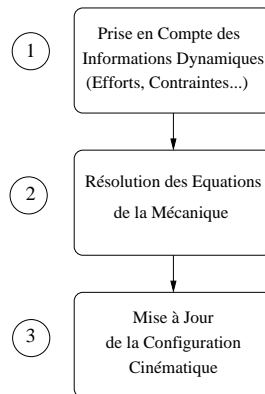 1
Prise en Compte des
Informations Dynamiques
(Efforts, Contraintes...)
2
Résolution des Equations
de la Mécanique
3
Mise à Jour
de la Configuration
Cinématique